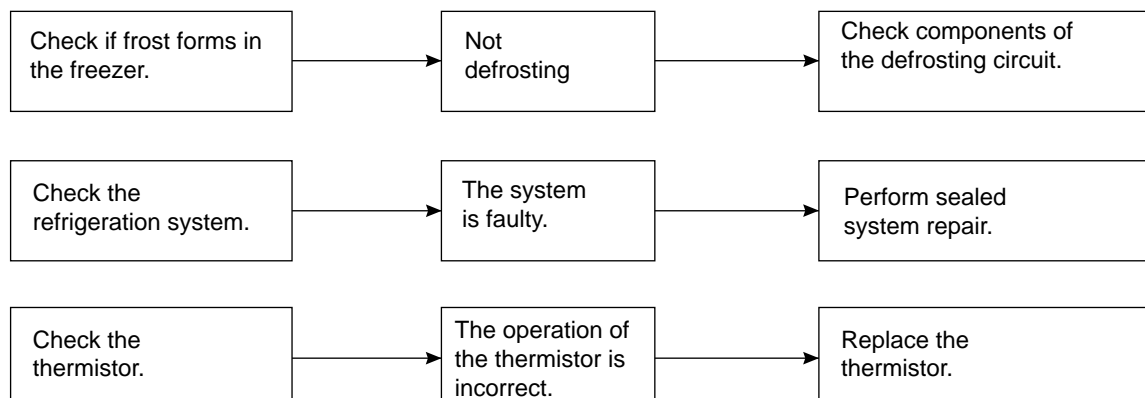 Check if frost forms in
the freezer.
Not
defrosting
Check components of
the defrosting circuit.
Check the
refrigeration system.
The system
is faulty.
Perform sealed
system repair.
Check the
thermistor.
The operation of
the thermistor is
incorrect.
Replace the
thermistor.